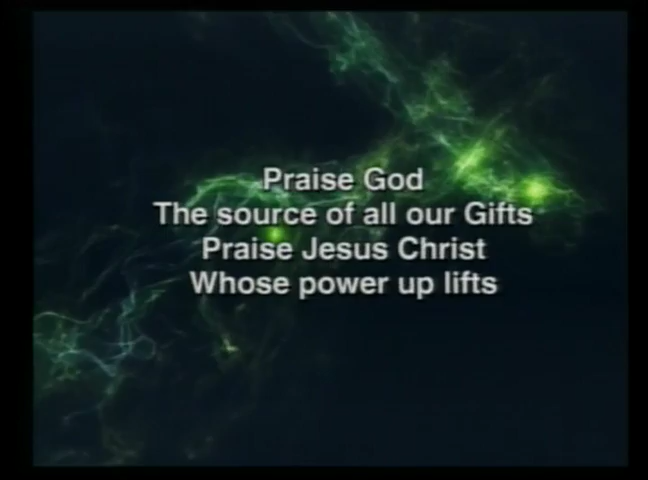 Praise God
The source of all our Gifts
Praise Jesus Christ
Whose power up lifts